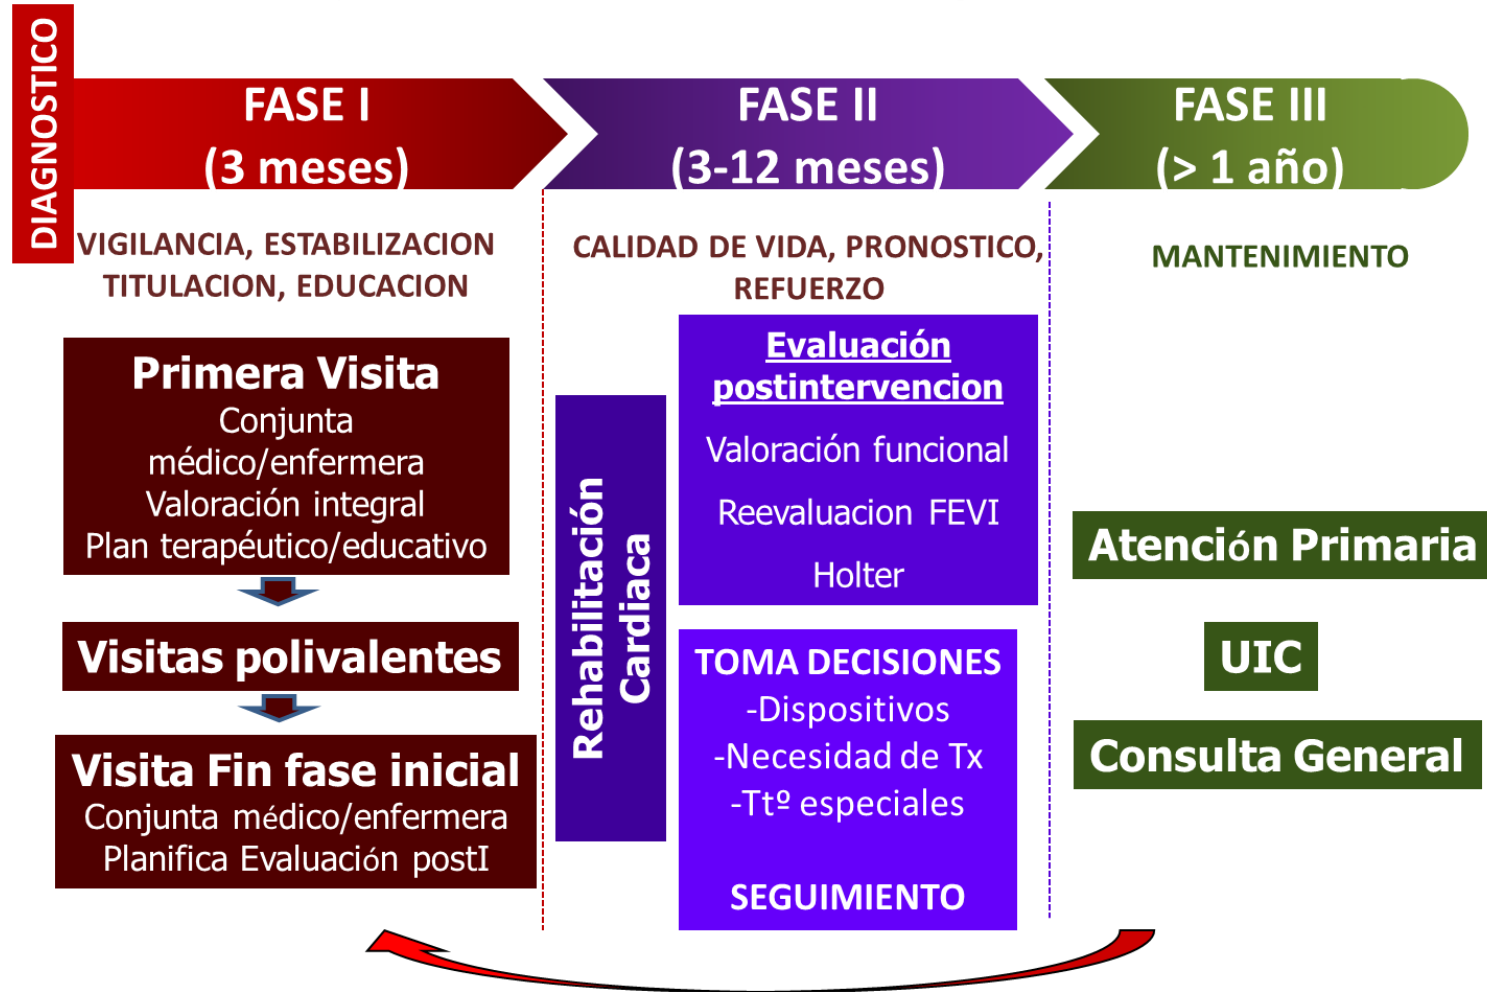 DIAGNOSTICO
FASE I
(3 meses)
VIGILANCIA, ESTABILIZACION
TITULACION, EDUCACION
Primera Visita
Conjunta
médico/enfermera
Valoración integral
Plan terapéutico/educativo
Visitas polivalentes
Visita Fin fase inicial
Conjunta médico/enfermera
Planifica Evaluación postI
FASE II
(3-12 meses)
CALIDAD DE VIDA, PRONOSTICO,
REFUERZO
Rehabilitación
Cardiaca
Evaluación
postintervencion
Valoración funcional
Reevaluacion FEVI
Holter
TOMA DECISIONES
-Dispositivos
-Necesidad de Tx
-Ttº especiales
SEGUIMIENTO
FASE III
(> 1 año)
MANTENIMIENTO
Atención Primaria
UIC
Consulta General